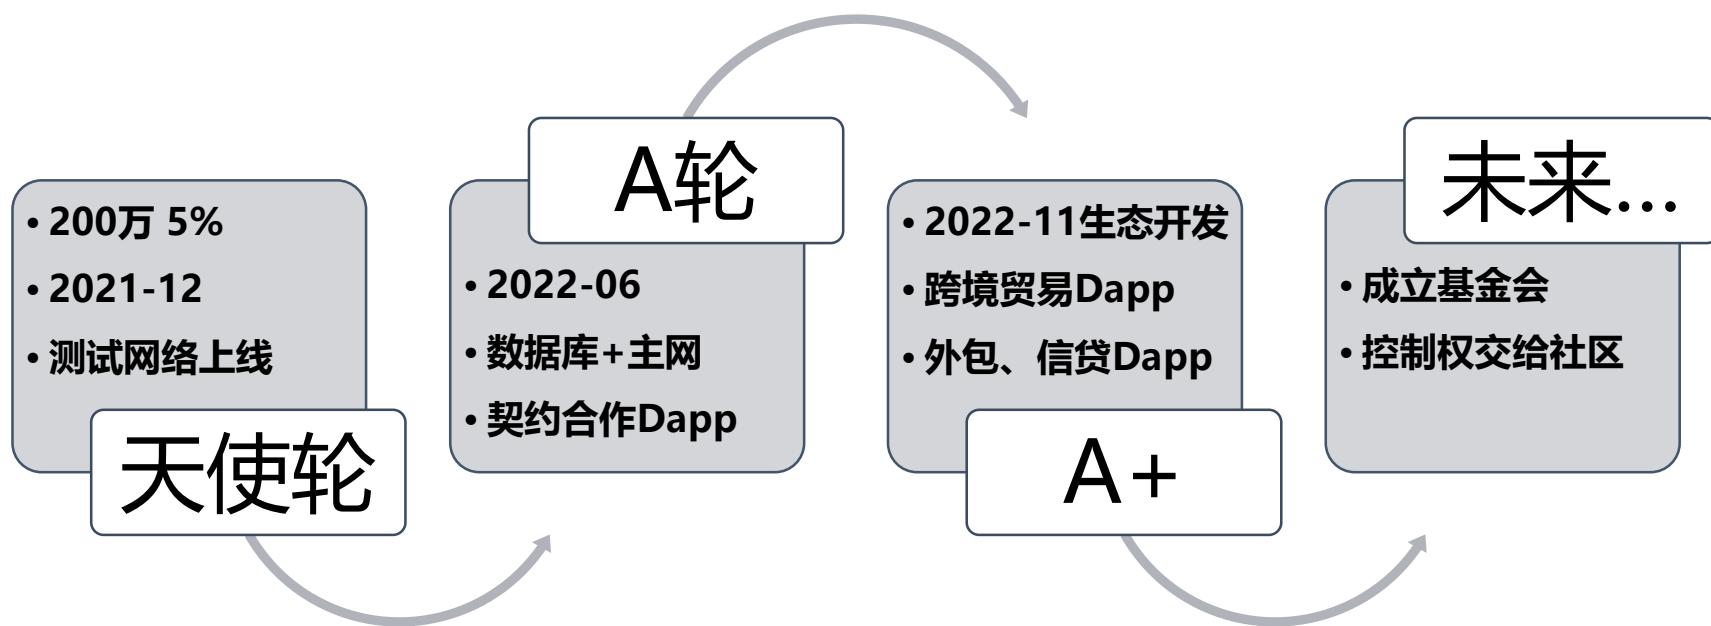 • 200万 5%
• 2021-12
• 测试网络上线
天使轮
A轮
• 2022-06
• 数据库+主网
• 契约合作Dapp
• 2022-11生态开发
• 跨境贸易Dapp
• 外包、信贷Dapp
A+
未来...
• 成立基金会
• 控制权交给社区